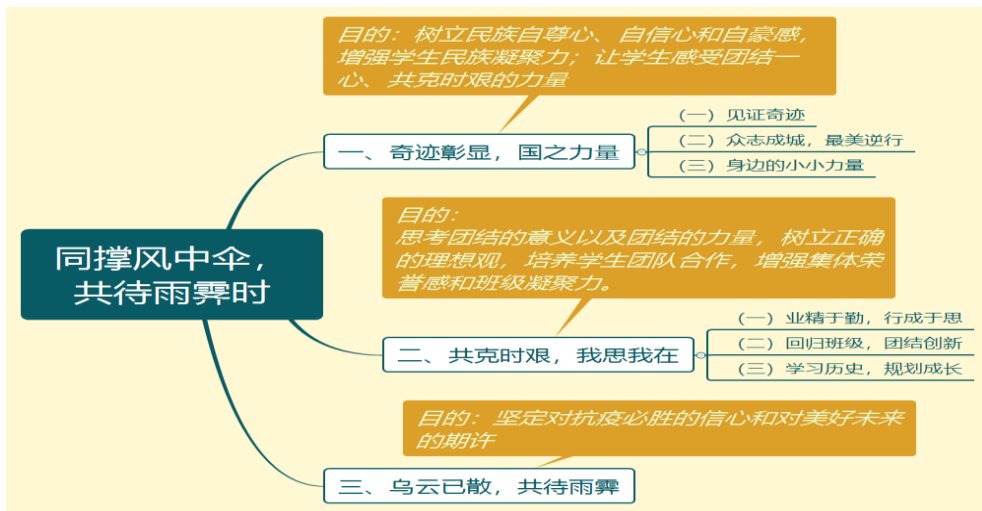 同撑风中伞，
共待雨霁时
目的：树立民族自尊心、自信心和自豪感，
增强学生民族凝聚力；让学生感受团结一
心、共克时艰的力量
一、奇迹彰显，国之力量
（一）见证奇迹
（二）众志成城，最美逆行
（三）身边的小小力量
目的：
思考团结的意义以及团结的力量，树立正确
的理想观，培养学生团队合作，增强集体荣
誉感和班级凝聚力。
二、共克时艰，我思我在
（一）业精于勤，行成于思
（二）回归班级，团结创新
（三）学习历史，规划成长
目的：坚定对抗疫必胜的信心和对美好未来
的期许
三、乌云已散，共待雨霁